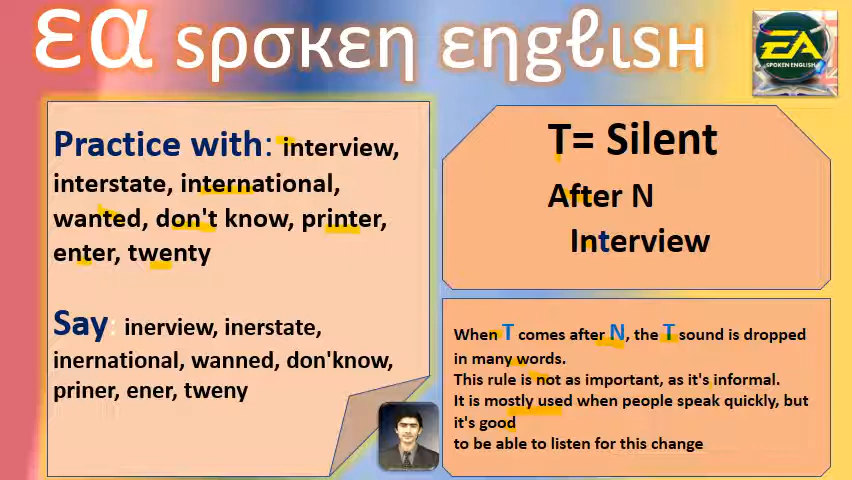 εα spσкεη εηgℓιsн
EA
SPOKEN ENGLISH
Practice with: interview,
interstate, international,
wanted, don't know, printer,
enter, twenty
Say: inerview, inerstate,
inernational, wanned, don'know,
priner, ener, tweny
T= Silent
After N
Interview
When T comes after N, the T sound is dropped
in many words.
This rule is not as important, as it's informal.
It is mostly used when people speak quickly, but
it's good
to be able to listen for this change